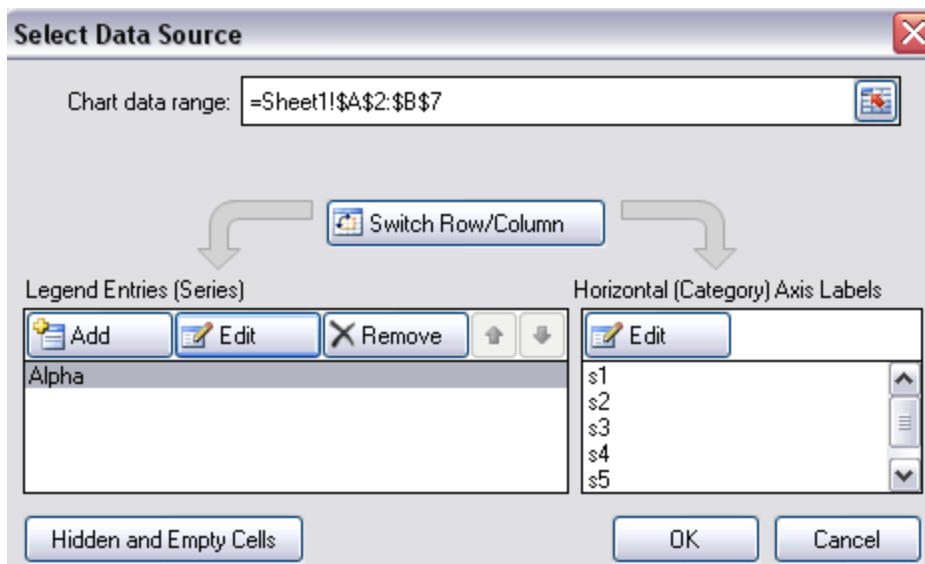 Select Data Source
Chart data range: =Sheet1!$A$2:$B$7
Switch Row/Column
Legend Entries (Series)
Horizontal (Category) Axis Labels
Add Edit Remove
Edit
Alpha
s1
s2
s3
s4
s5
Hidden and Empty Cells
OK Cancel